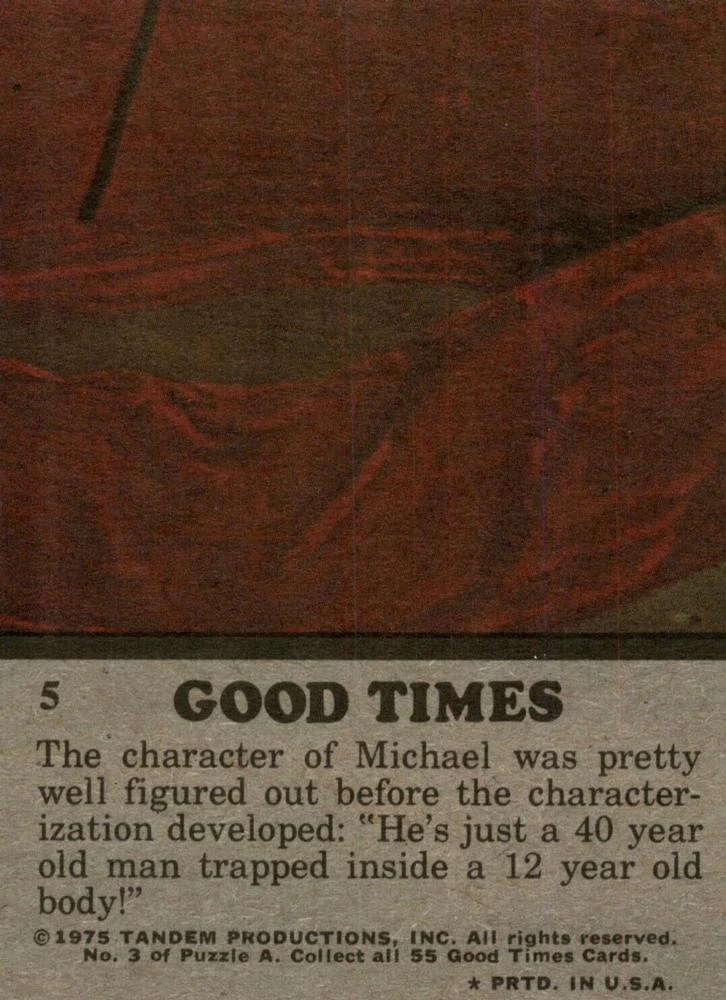 5 GOOD TIMES
The character of Michael was pretty
well figured out before the character-
ization developed: "He's just a 40 year
old man trapped inside a 12 year old
body!"
©1975 TANDEM PRODUCTIONS, INC. All rights reserved.
No. 3 of Puzzle A. Collect all 55 Good Times Cards.
* PRTD. IN U.S.A.